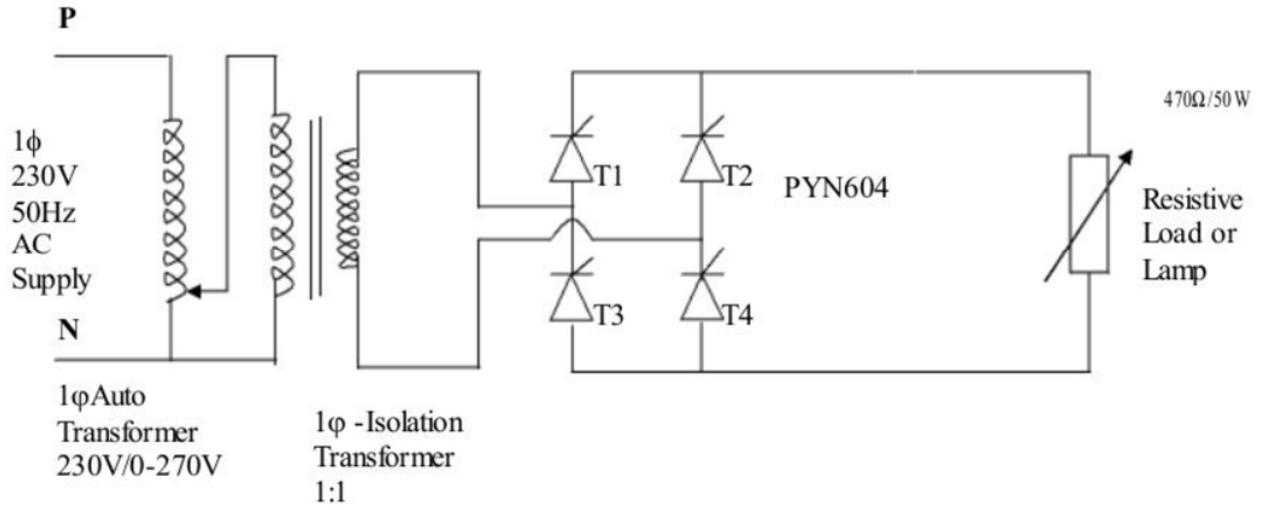 P
1ϕ
230V
50Hz
AC
Supply
N
1φAuto
Transformer
230V/0-270V
1φ -Isolation
Transformer
1:1
T1
T2
T3
T4
PYN604
470Ω/50 W
Resistive
Load or
Lamp